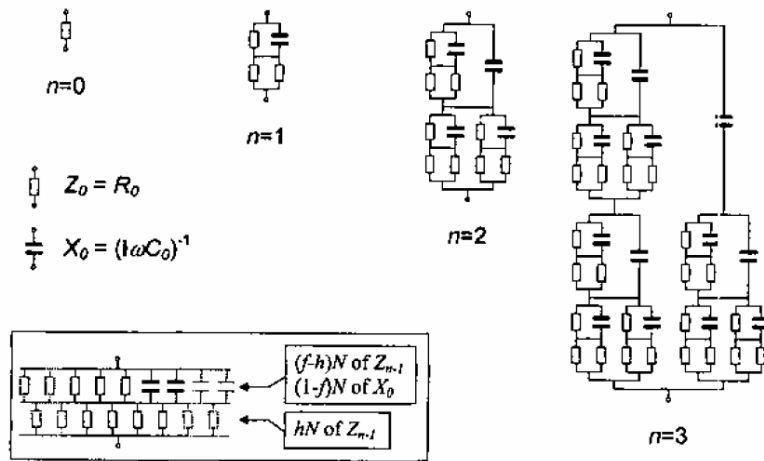 n=0
n=1
n=2
n=3
Z₀ = R₀
X₀ = (iωC₀)⁻¹
(f-h)N of Zₙ₋₁
(1-f)N of X₀
hN of Zₙ₋₁